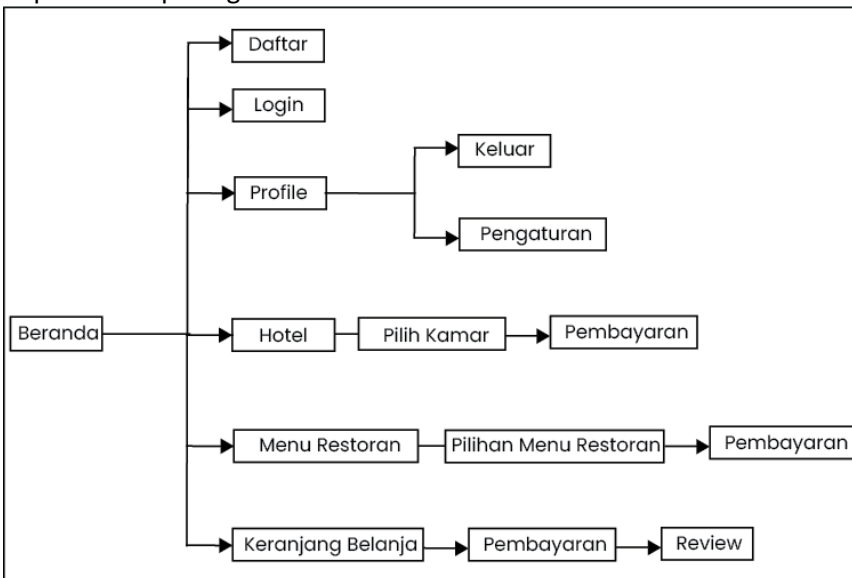 Daftar
Login
Keluar
Profile
Pengaturan
Beranda
Hotel
Pilih Kamar
Pembayaran
Menu Restoran
Pilihan Menu Restoran
Pembayaran
Keranjang Belanja
Pembayaran
Review